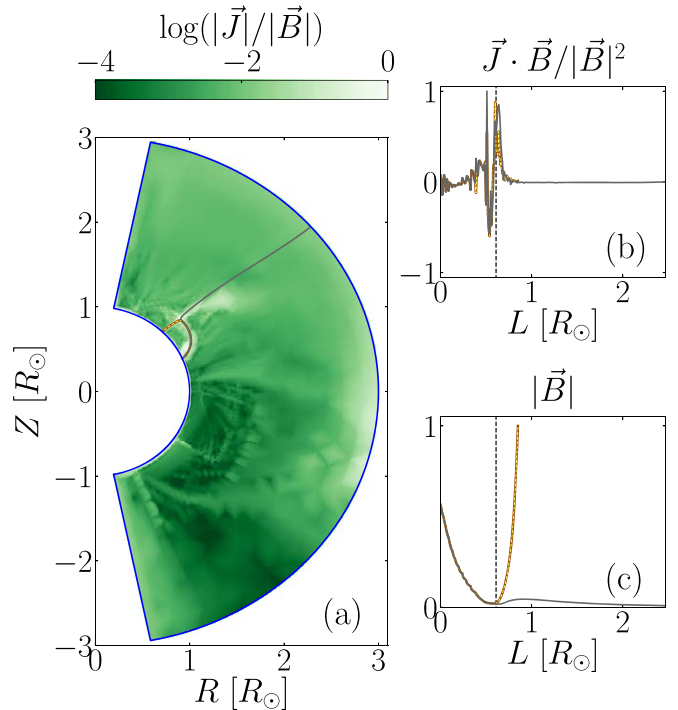 log(|J⃗|/|B⃗|)
−4 −2 0
3
2
1
0
−1
−2
−3
Z [R☉]
0 1 2 3
R [R☉]
(a)
J⃗ · B⃗/|B⃗|²
1
0
−1
(b)
0 1 2
L [R☉]
|B⃗|
1
0
(c)
0 1 2
L [R☉]